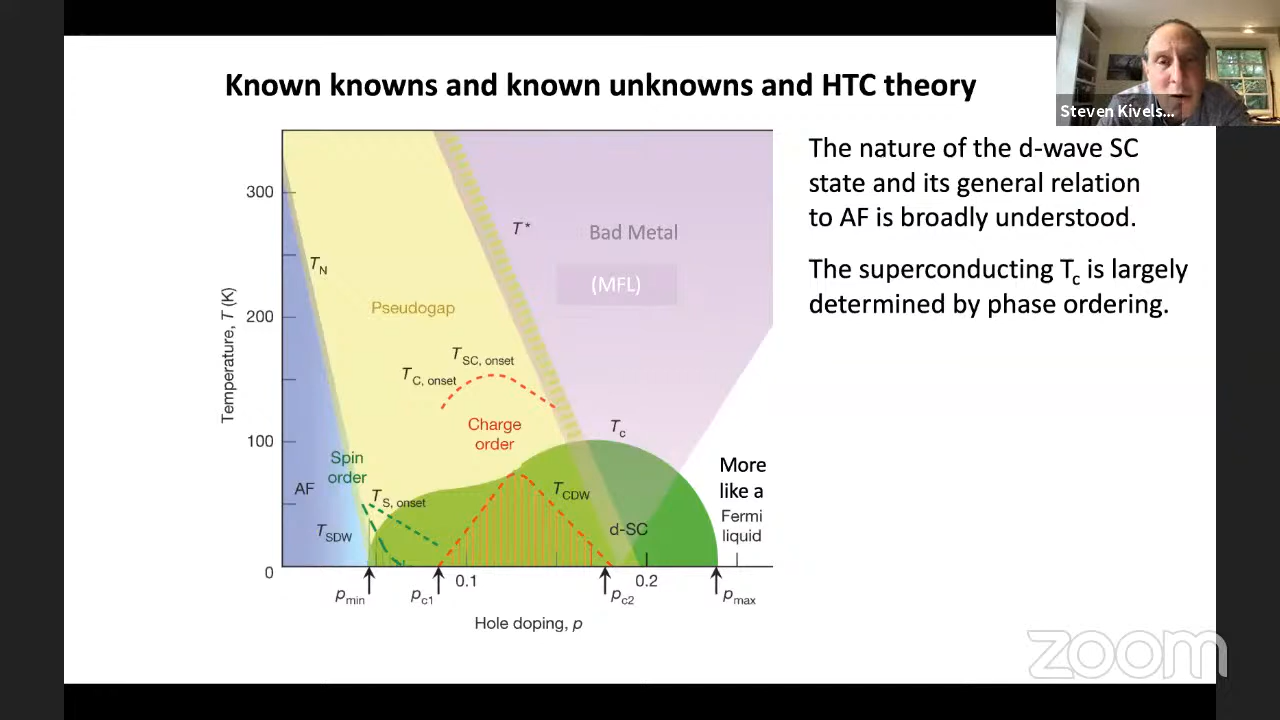 Known knowns and known unknowns and HTC theory
Steven Kivels...
The nature of the d-wave SC
state and its general relation
to AF is broadly understood.
The superconducting Tc is largely
determined by phase ordering.
300
200
100
0
Temperature, T (K)
TN
T*
Bad Metal
(MFL)
Pseudogap
TSC, onset
TC, onset
Charge
order
Tc
Spin
order
AF
TS, onset
TCDW
TSDW
d-SC
More
like a
Fermi
liquid
0.1
0.2
pmin
pc1
pc2
pmax
Hole doping, p
zoom